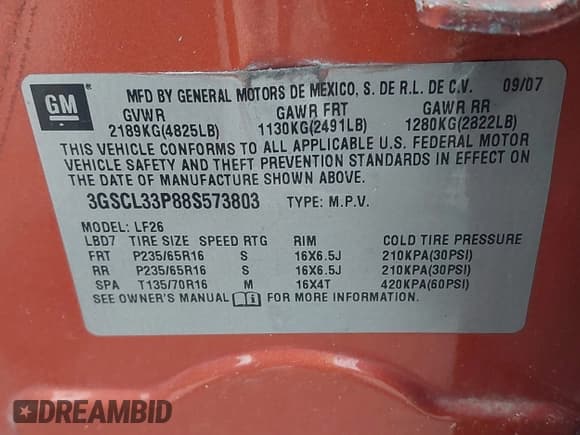 MFD BY GENERAL MOTORS DE MEXICO, S. DE R.L. DE C.V. 09/07
GM
GVWR GAWR FRT GAWR RR
2189KG(4825LB) 1130KG(2491LB) 1280KG(2822LB)
THIS VEHICLE CONFORMS TO ALL APPLICABLE U.S. FEDERAL MOTOR
VEHICLE SAFETY AND THEFT PREVENTION STANDARDS IN EFFECT ON
THE DATE OF MANUFACTURE SHOWN ABOVE.
3GSCL33P88S573803 TYPE: M.P.V.
MODEL: LF26
LBD7 TIRE SIZE SPEED RTG RIM COLD TIRE PRESSURE
FRT P235/65R16 S 16X6.5J 210KPA(30PSI)
RR P235/65R16 S 16X6.5J 210KPA(30PSI)
SPA T135/70R16 M 16X4T 420KPA(60PSI)
SEE OWNER'S MANUAL FOR MORE INFORMATION
DREAMBID